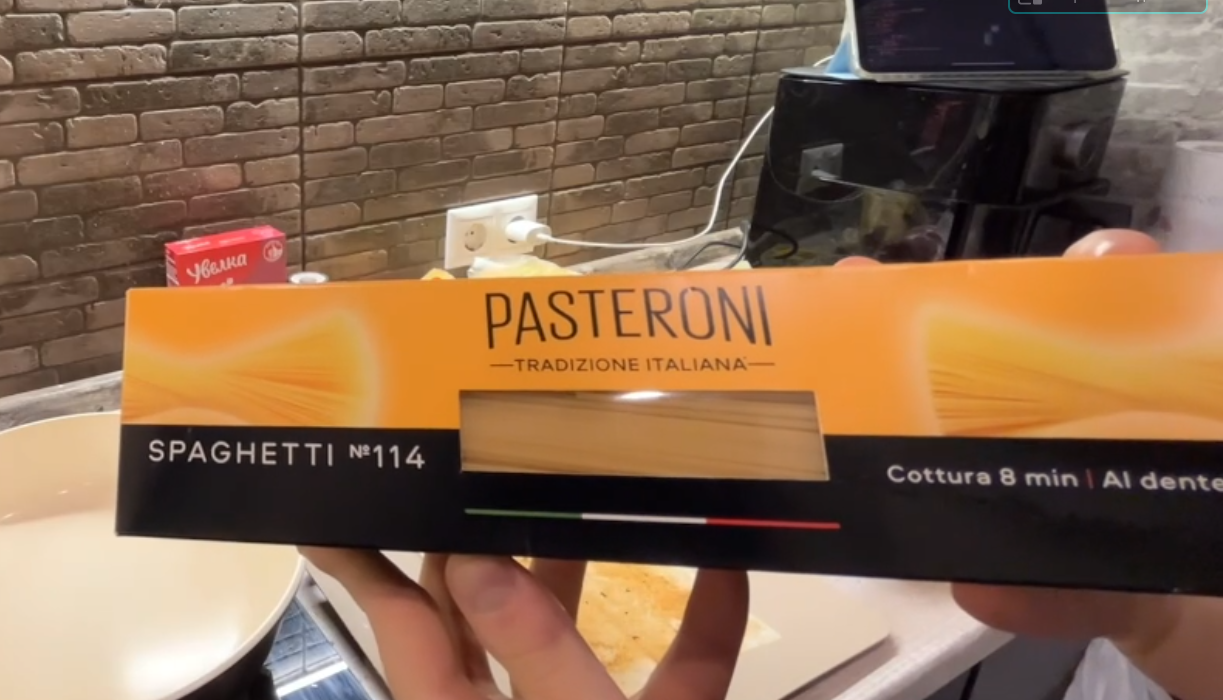 Увелка
PASTERONI
TRADIZIONE ITALIANA
SPAGHETTI №114
Cottura 8 min | Al dente